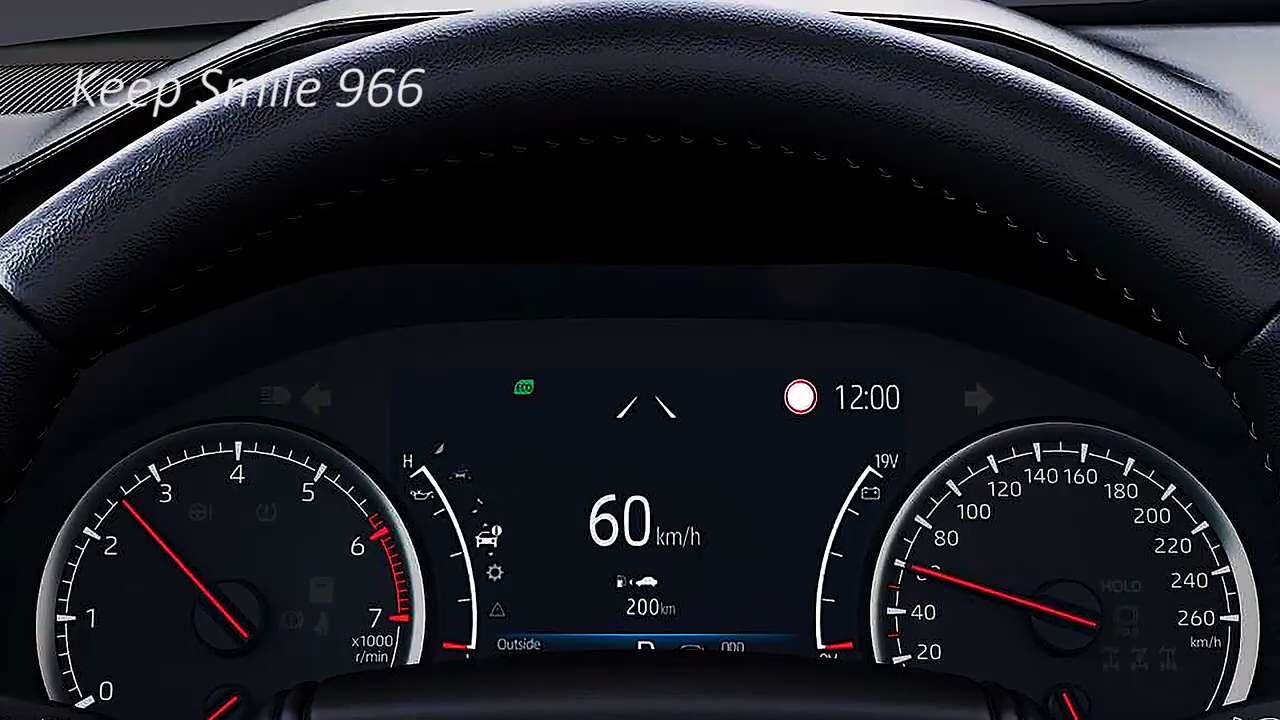 Keep Smile 966
ECO
12:00
H
19V
60 km/h
200km
Outside
ODO
0
1
2
3
4
5
6
7
x1000
r/min
20
40
80
100
120
140
160
180
200
220
240
260
km/h
HOLD